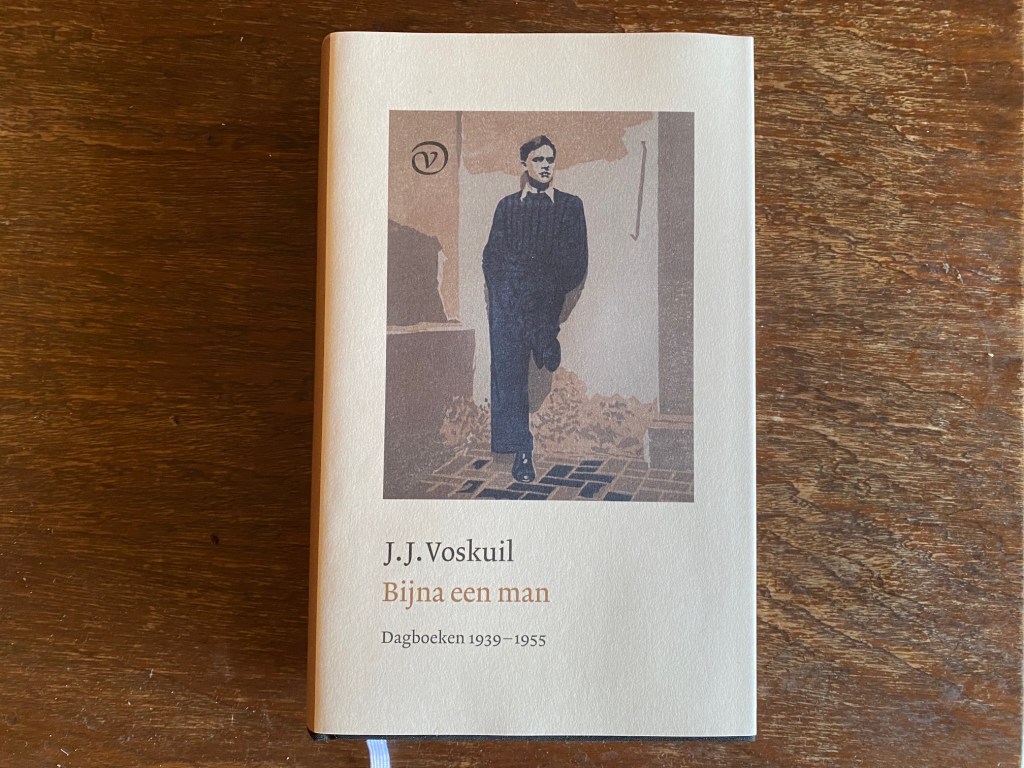 V
J.J. Voskuil
Bijna een man
Dagboeken 1939–1955